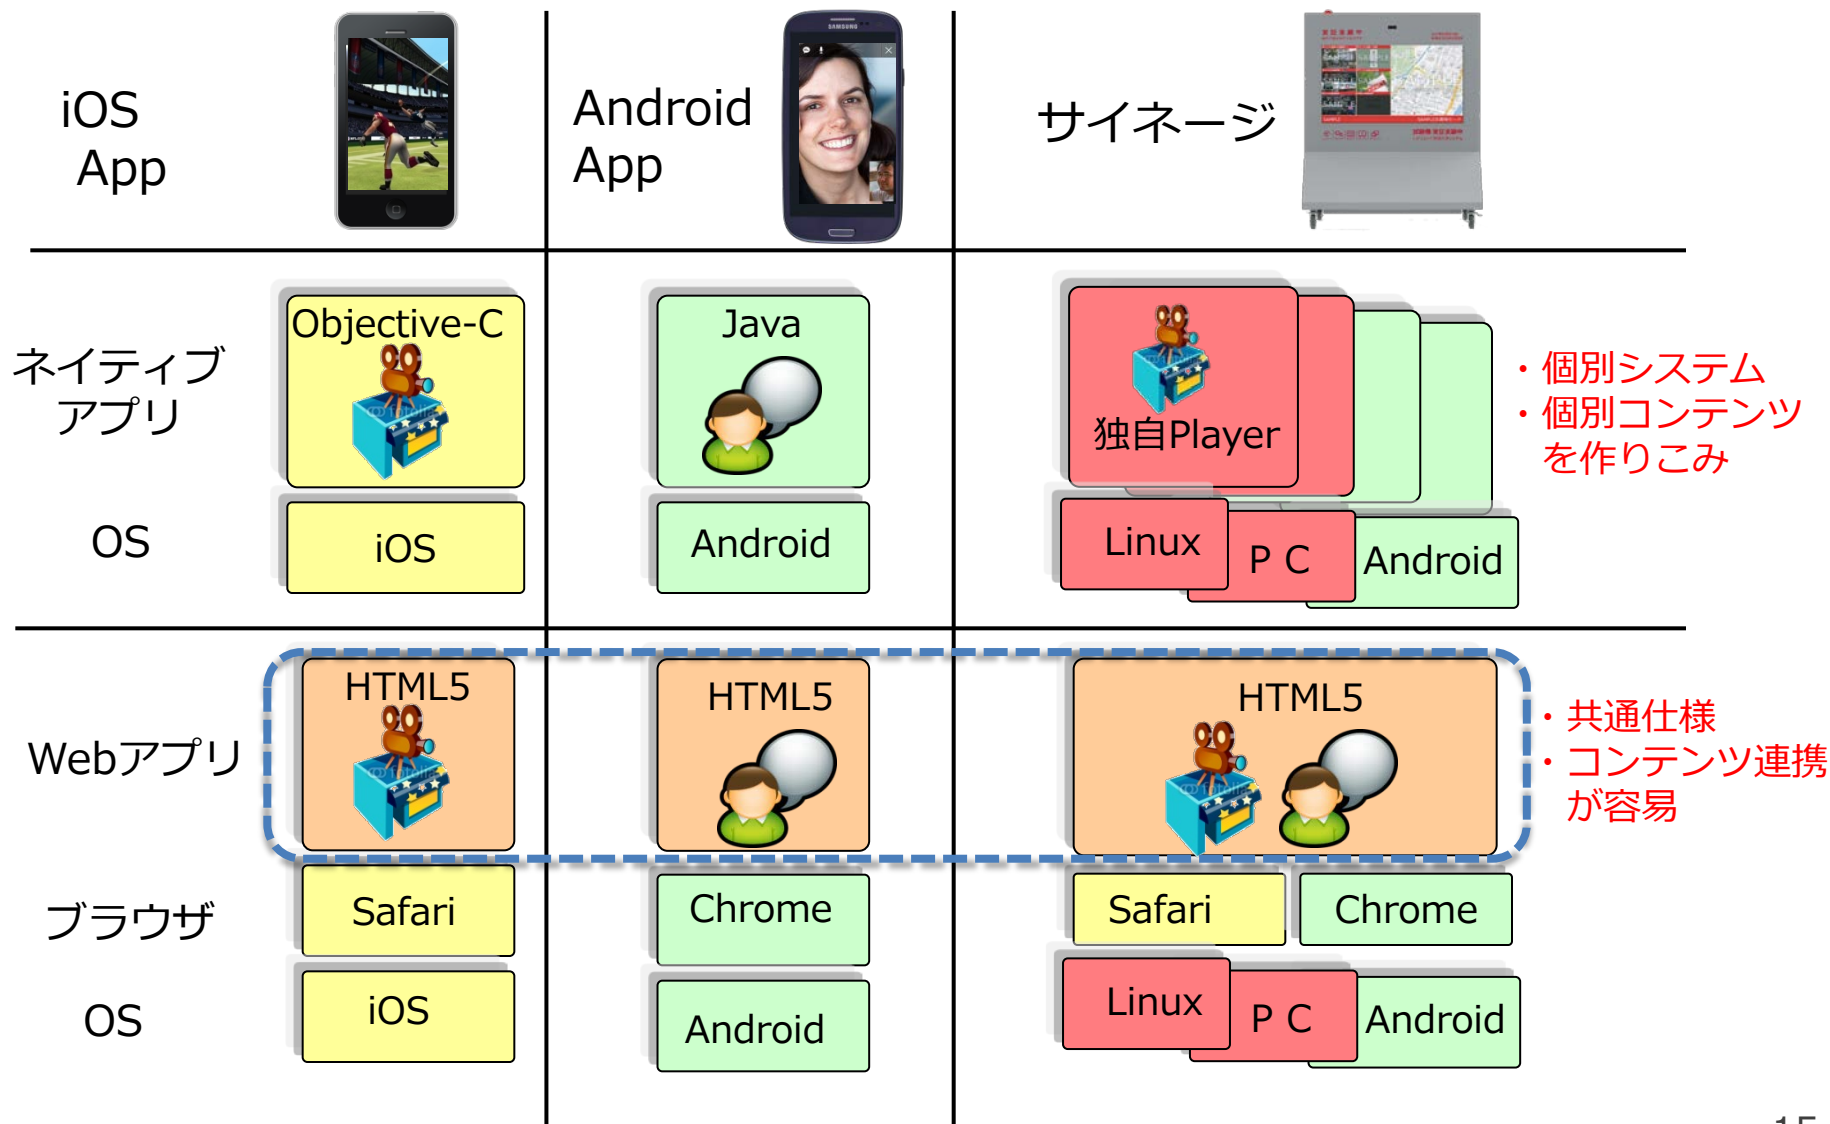 iOS
App
Android
App
SAMSUNG
サイネージ
ネイティブ
アプリ
Objective-C
Java
独自Player
・個別システム
・個別コンテンツ
を作りこみ
OS
iOS
Android
Linux
P C
Android
Webアプリ
HTML5
HTML5
HTML5
・共通仕様
・コンテンツ連携
が容易
ブラウザ
Safari
Chrome
Safari
Chrome
OS
iOS
Android
Linux
P C
Android